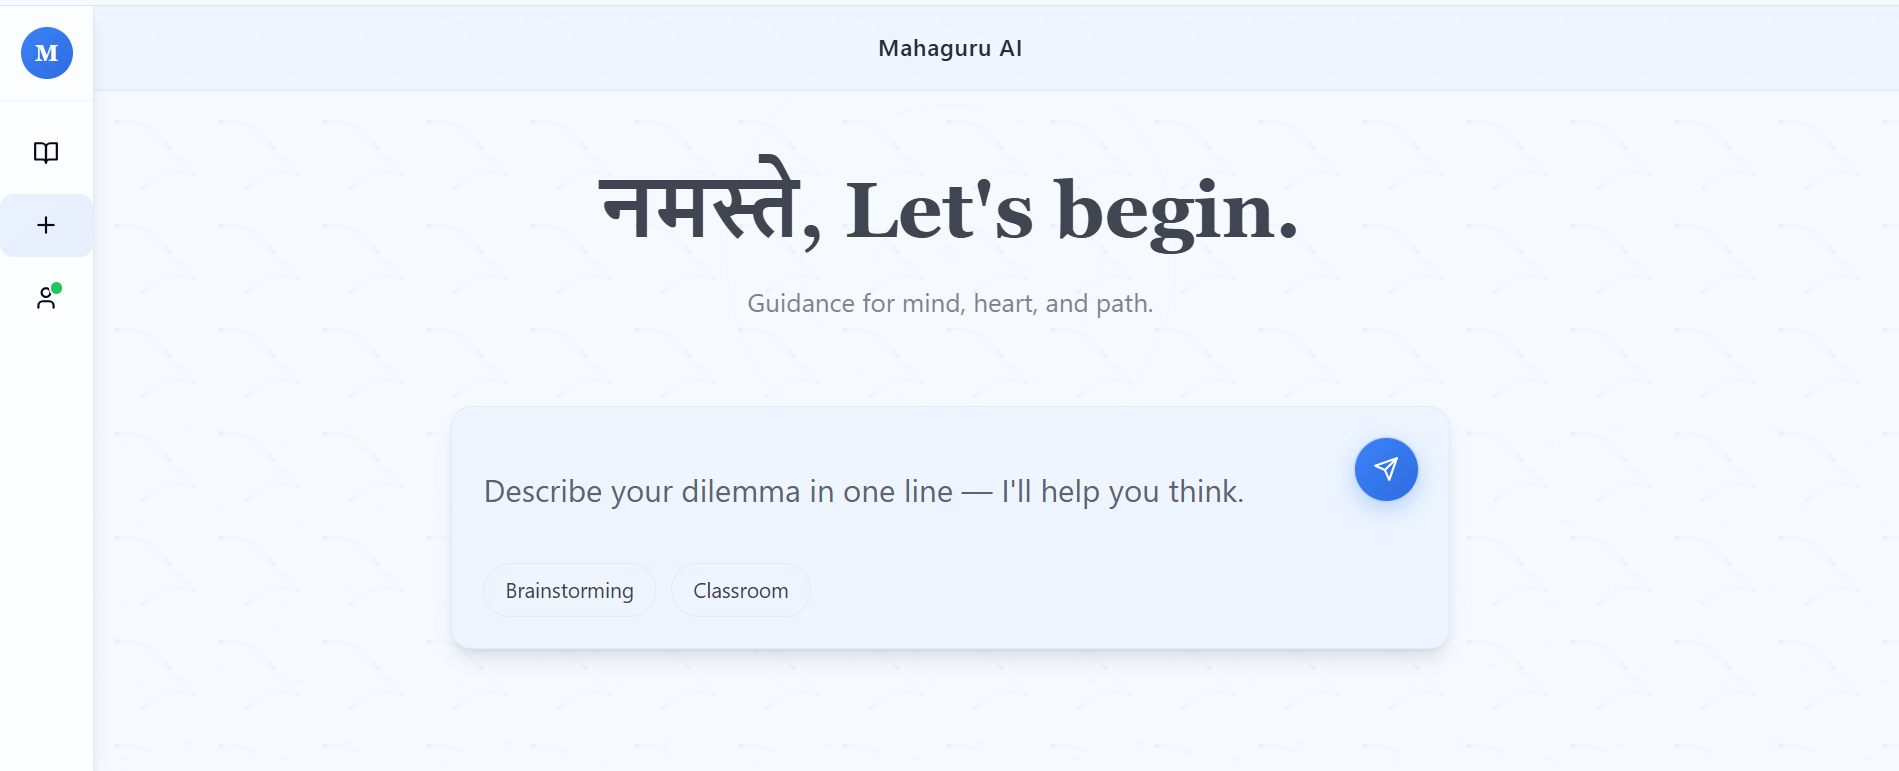 M
Mahaguru AI
नमस्ते, Let's begin.
Guidance for mind, heart, and path.
Describe your dilemma in one line — I'll help you think.
Brainstorming
Classroom